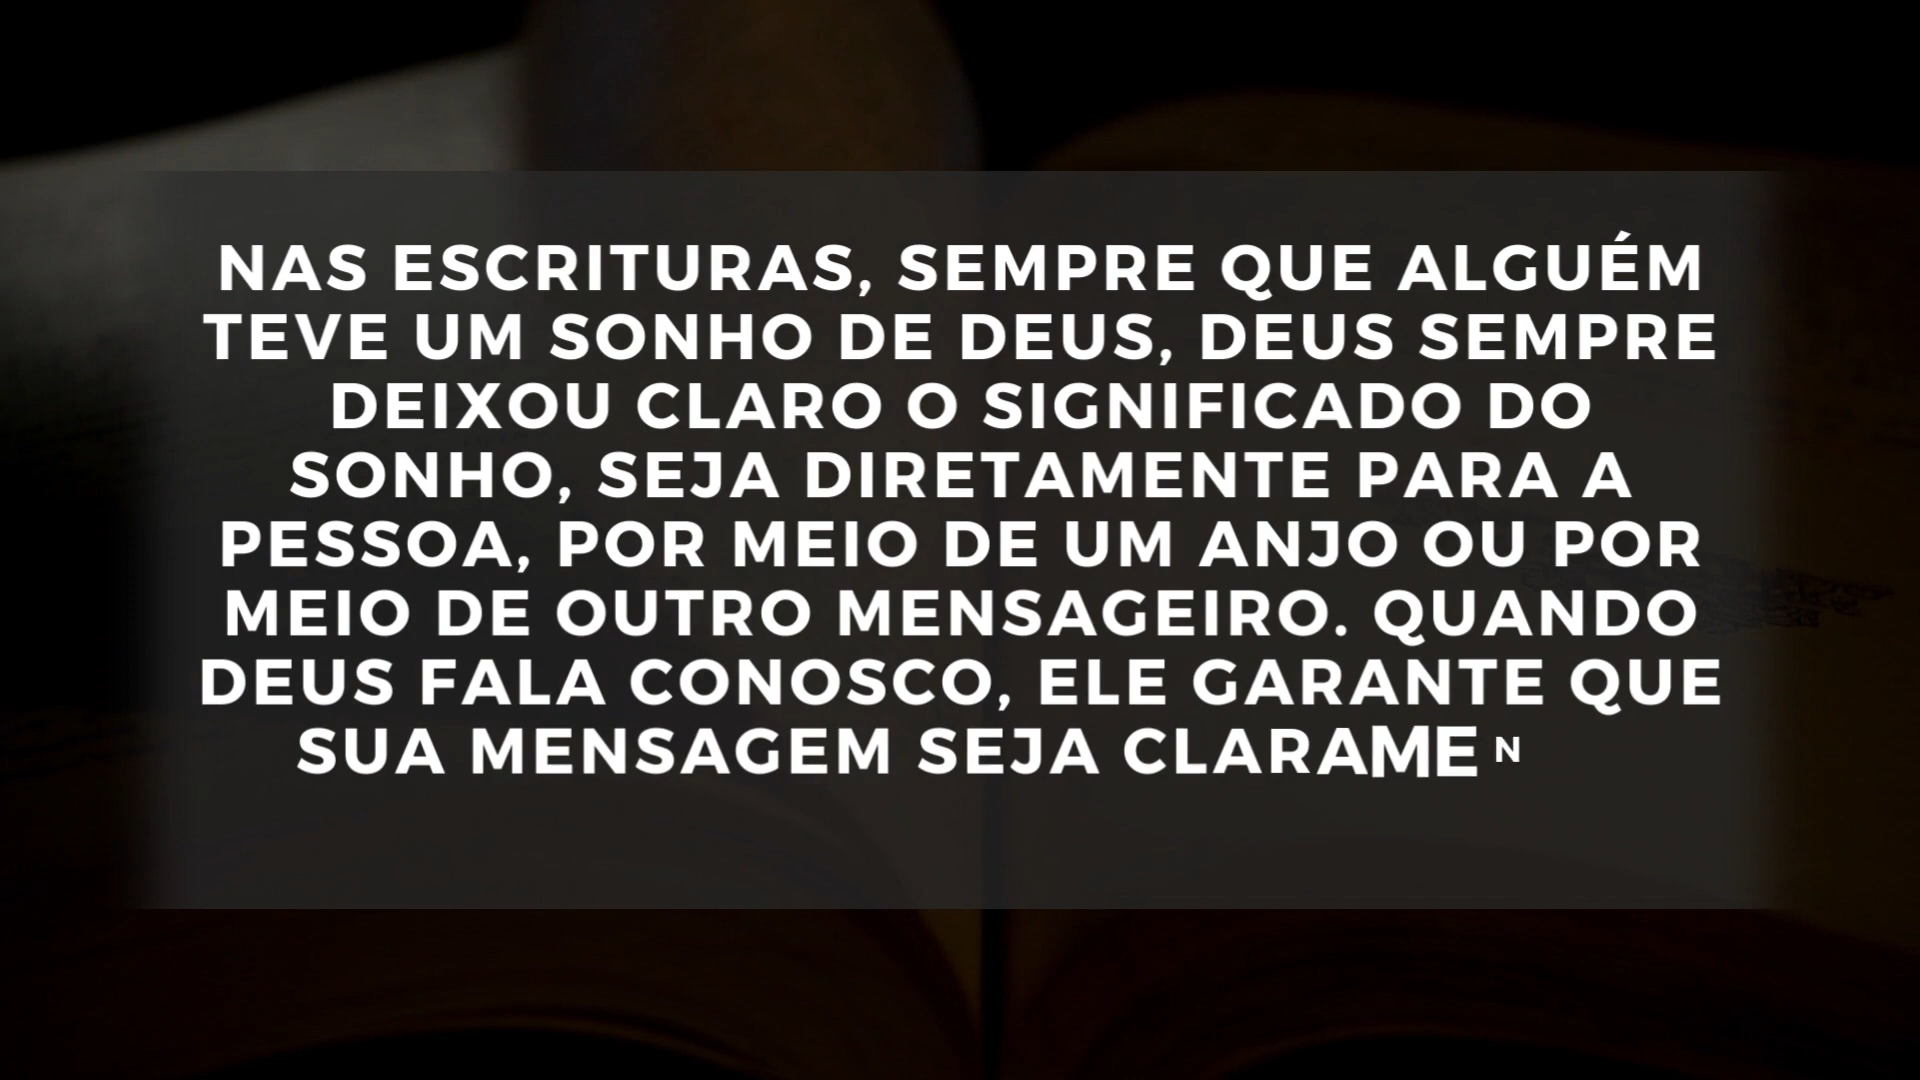 NAS ESCRITURAS, SEMPRE QUE ALGUÉM
TEVE UM SONHO DE DEUS, DEUS SEMPRE
DEIXOU CLARO O SIGNIFICADO DO
SONHO, SEJA DIRETAMENTE PARA A
PESSOA, POR MEIO DE UM ANJO OU POR
MEIO DE OUTRO MENSAGEIRO. QUANDO
DEUS FALA CONOSCO, ELE GARANTE QUE
SUA MENSAGEM SEJA CLARAMEN